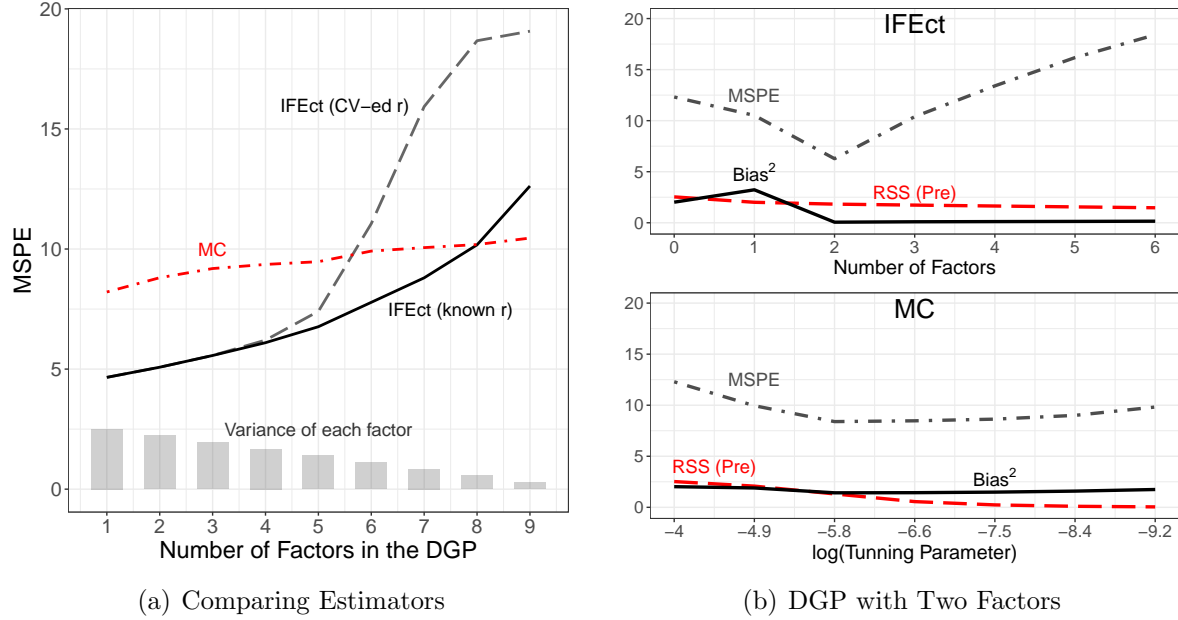 20
15
10
5
0
MSPE
IFEct (CV−ed r)
MC
IFEct (known r)
Variance of each factor
1 2 3 4 5 6 7 8 9
Number of Factors in the DGP
(a) Comparing Estimators
IFEct
20
15
10
5
0
MSPE
Bias²
RSS (Pre)
0 1 2 3 4 5 6
Number of Factors
MC
20
15
10
5
0
MSPE
RSS (Pre)
Bias²
−4 −4.9 −5.8 −6.6 −7.5 −8.4 −9.2
log(Tunning Parameter)
(b) DGP with Two Factors